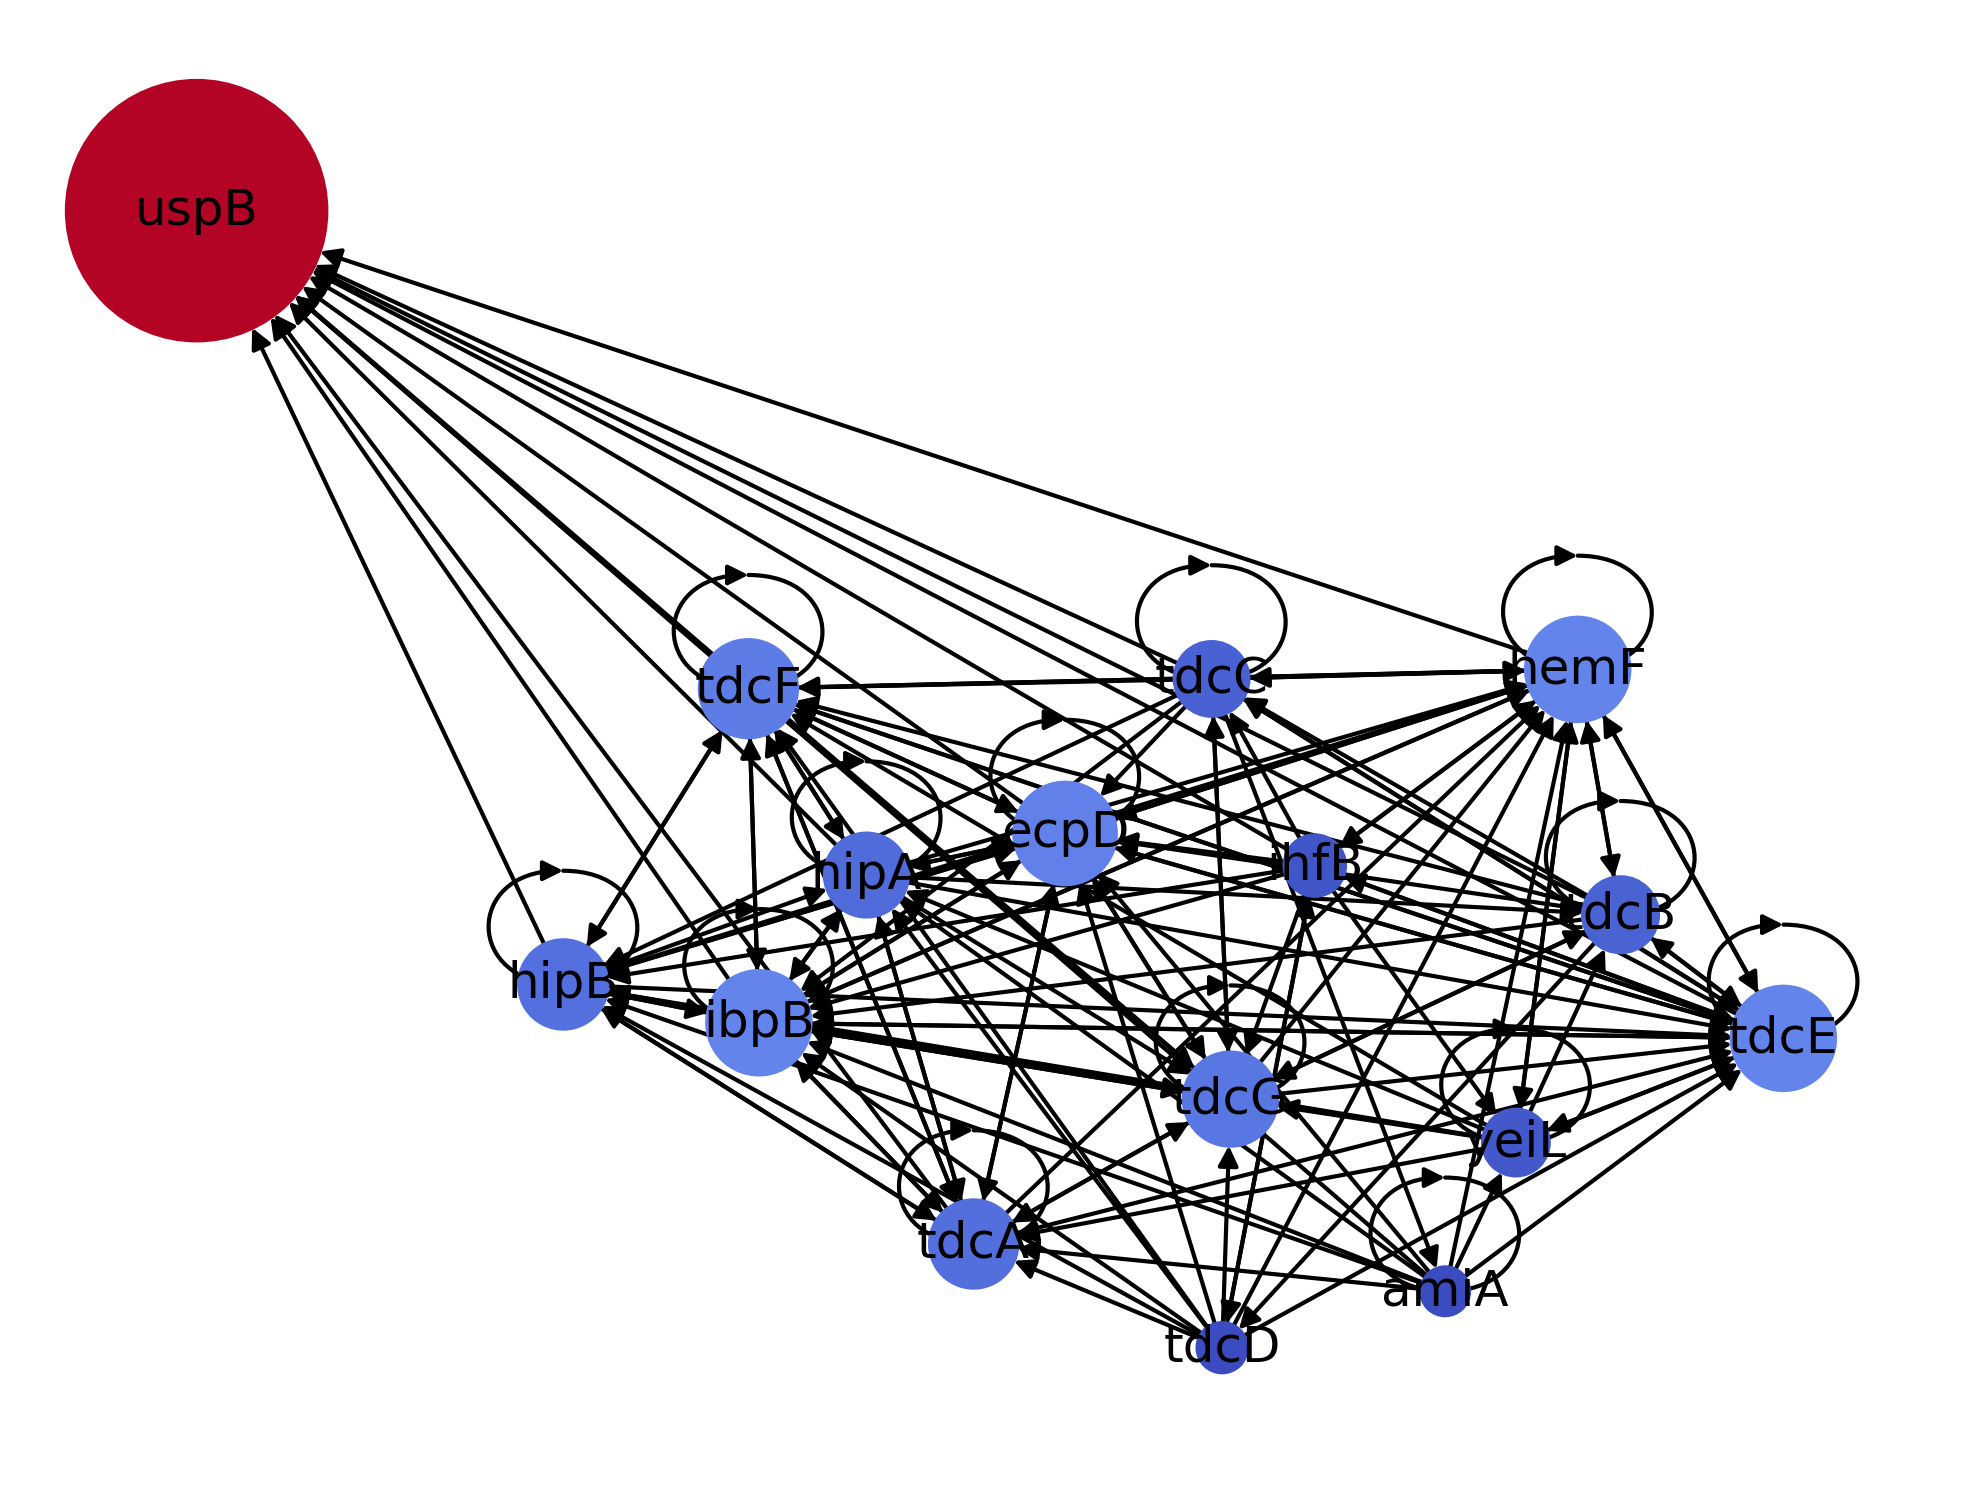 uspB
tdcF
tdcC
hemF
ecpD
hipA
ihfB
tdcB
hipB
ibpB
tdcE
tdcG
yeiL
tdcA
amiA
tdcD